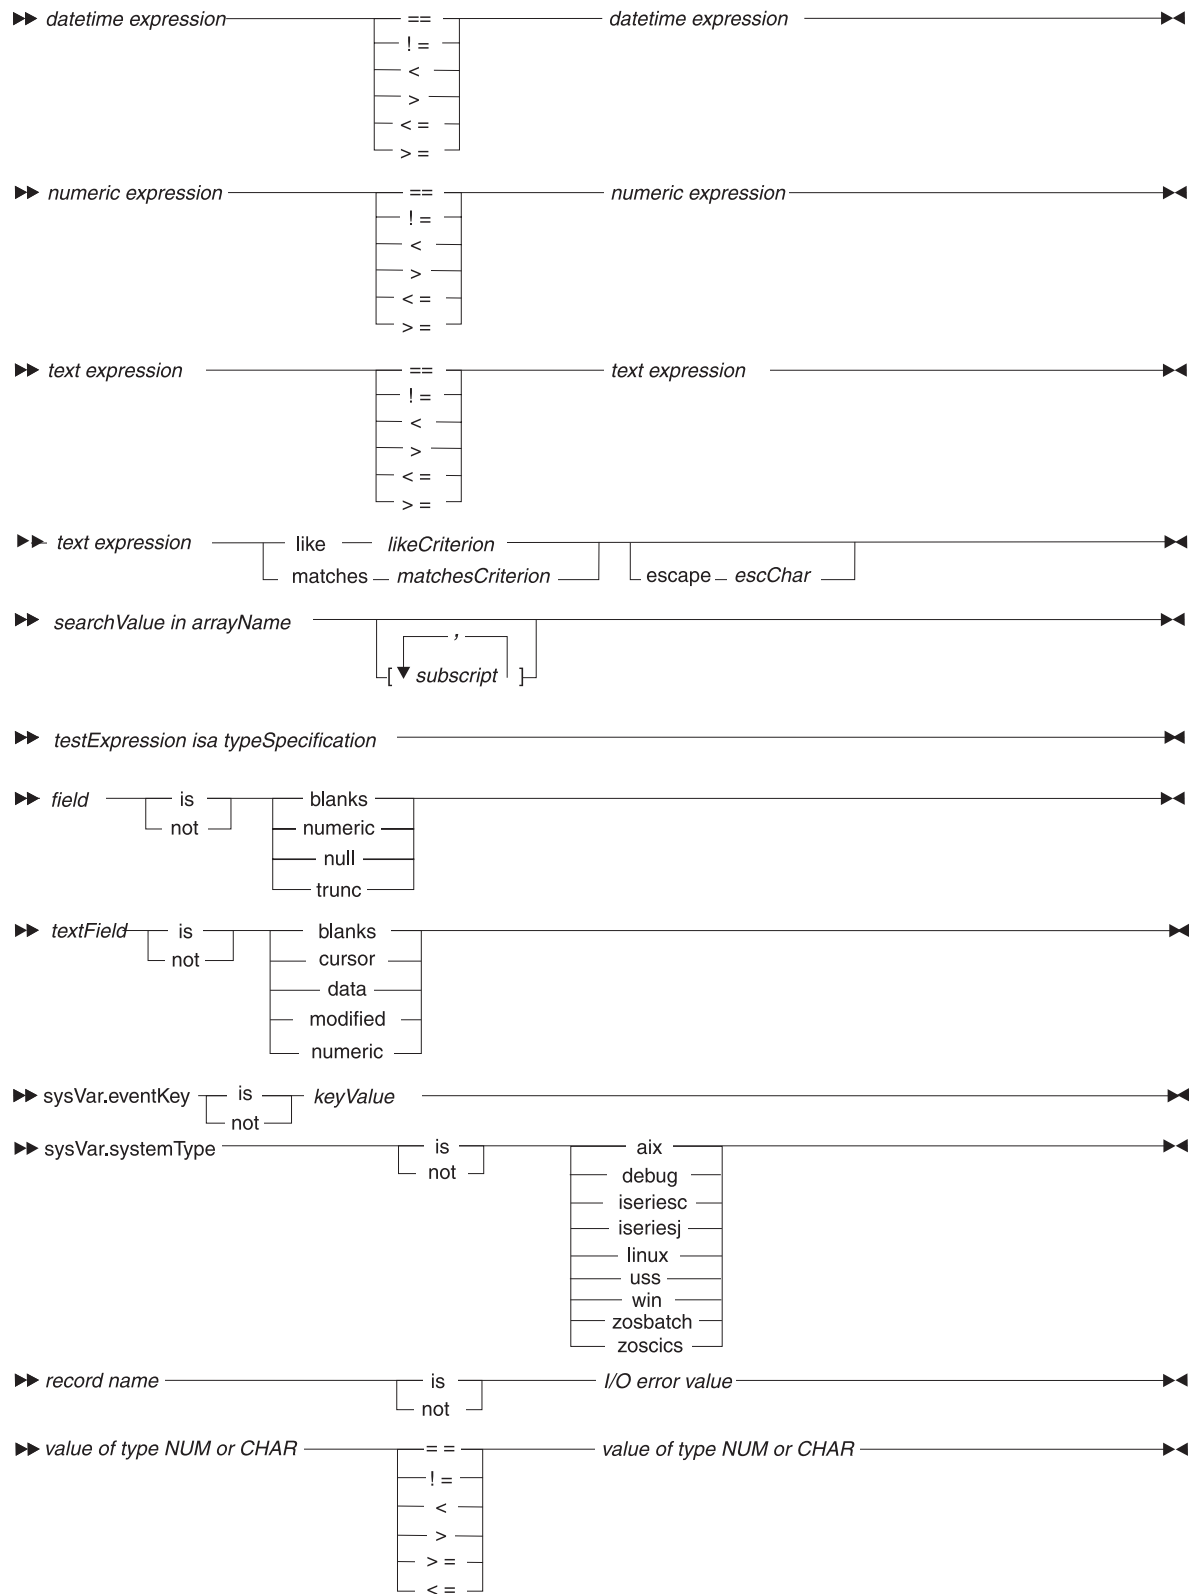 datetime expression == datetime expression
! =
<
>
< =
> =
numeric expression == numeric expression
! =
<
>
< =
> =
text expression == text expression
! =
<
>
< =
> =
text expression like likeCriterion
matches matchesCriterion escape escChar
searchValue in arrayName
,
[ subscript ]
testExpression isa typeSpecification
field is blanks
not numeric
null
trunc
textField is blanks
not cursor
data
modified
numeric
sysVar.eventKey is keyValue
not
sysVar.systemType is aix
not debug
iseriesc
iseriesj
linux
uss
win
zosbatch
zoscics
record name is I/O error value
not
value of type NUM or CHAR = = value of type NUM or CHAR
! =
<
>
> =
< =